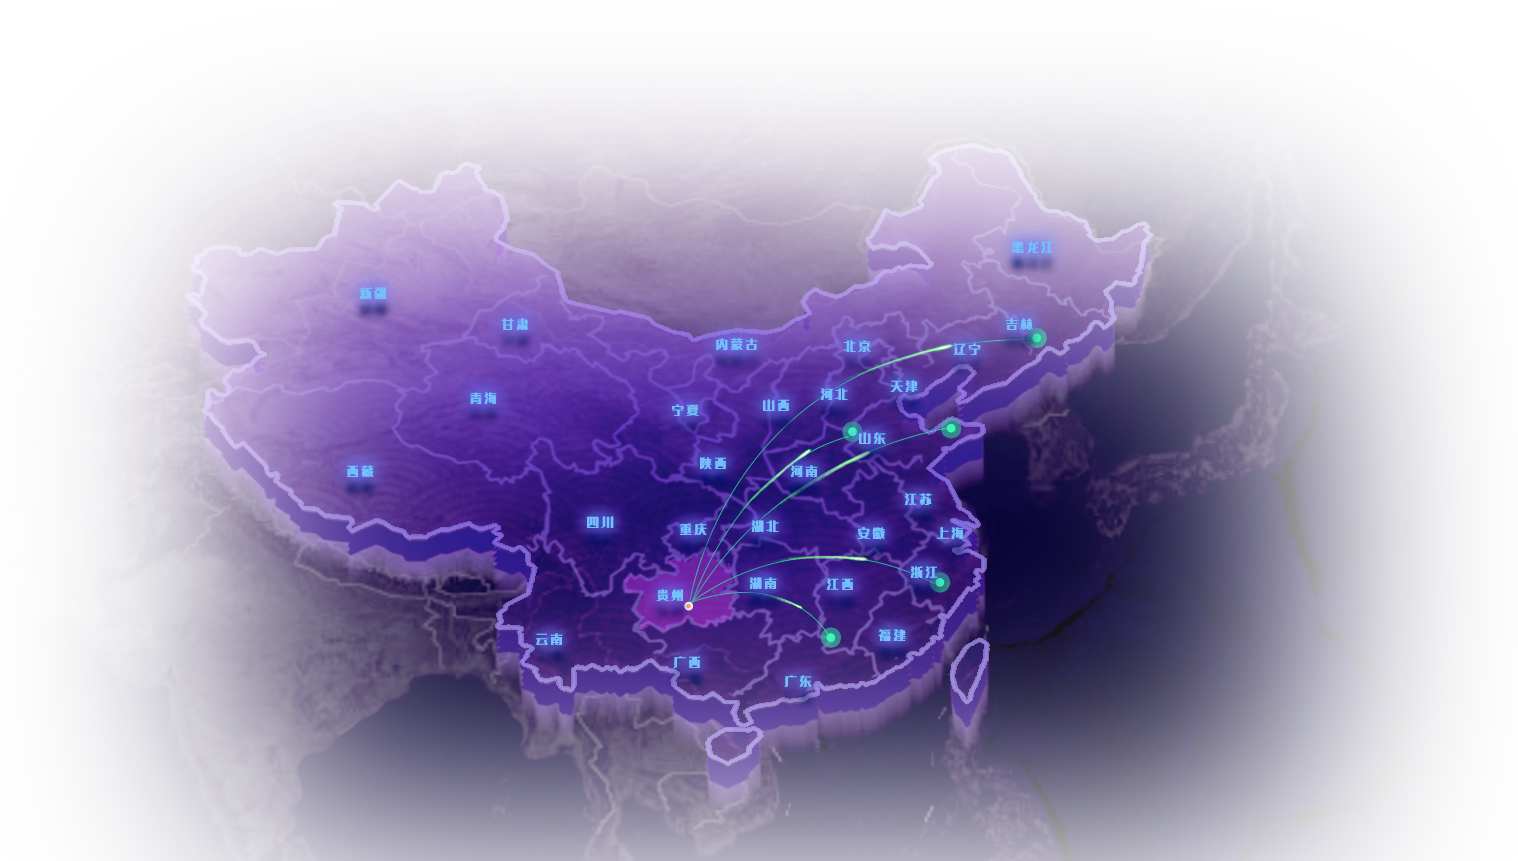 黑龙江
新疆
甘肃
吉林
内蒙古
北京
辽宁
天津
青海
河北
宁夏
山西
山东
陕西
河南
西藏
江苏
四川
重庆
湖北
安徽
上海
浙江
贵州
湖南
江西
云南
福建
广西
广东